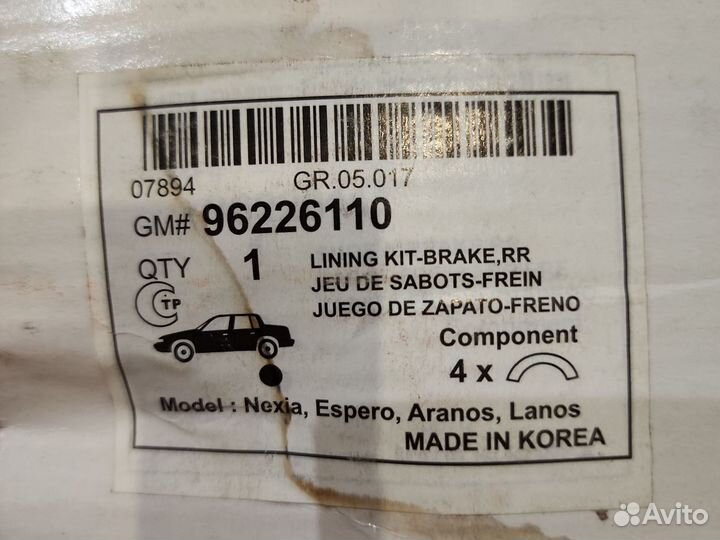 07894 GR.05.017
GM# 96226110
QTY 1 LINING KIT-BRAKE,RR
JEU DE SABOTS-FREIN
TP JUEGO DE ZAPATO-FRENO
Component
4 x
Model : Nexia, Espero, Aranos, Lanos
MADE IN KOREA
Avito